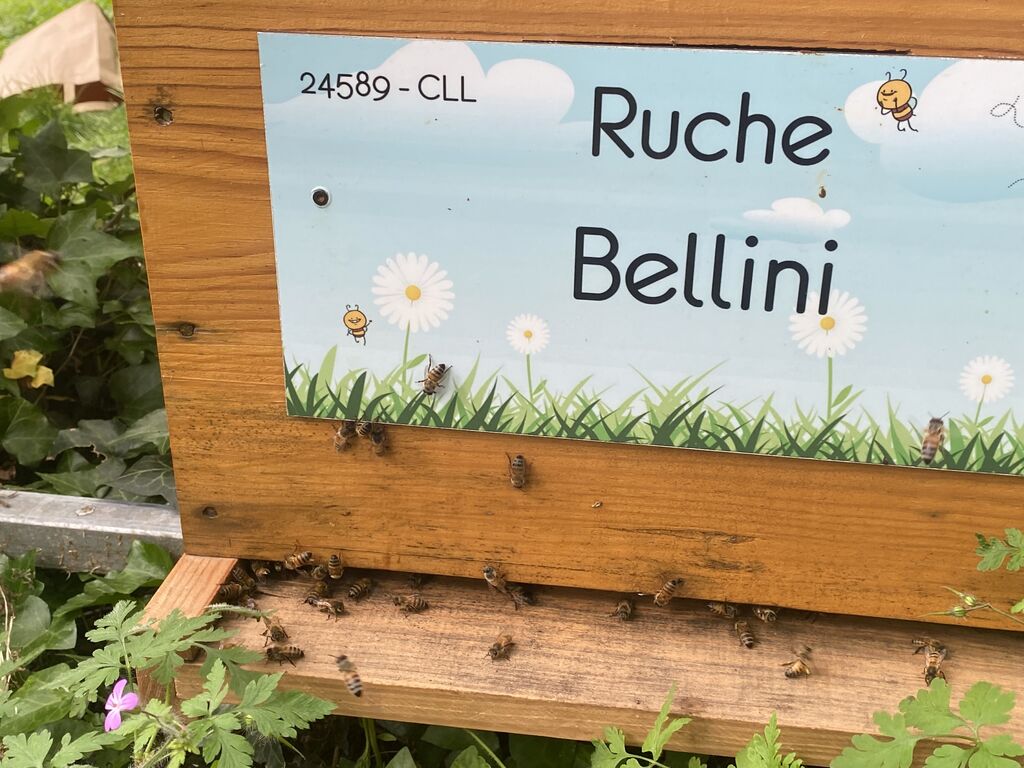 24589 - CLL
Ruche
Bellini